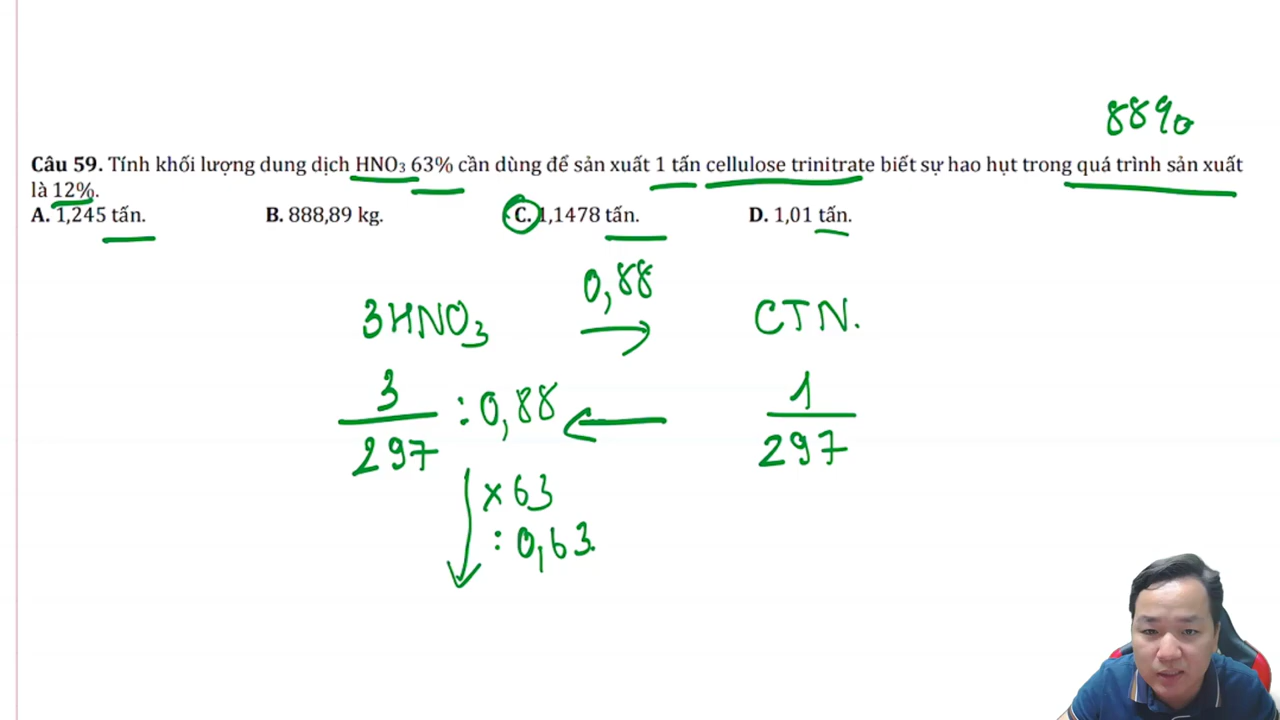 88%
Câu 59. Tính khối lượng dung dịch HNO₃ 63% cần dùng để sản xuất 1 tấn cellulose trinitrate biết sự hao hụt trong quá trình sản xuất
là 12%.
A. 1,245 tấn. B. 888,89 kg. C. 1,1478 tấn. D. 1,01 tấn.
3HNO₃ 0,88 → CTN.
3/297 : 0,88 ← 1/297
↓ x 63
: 0,63